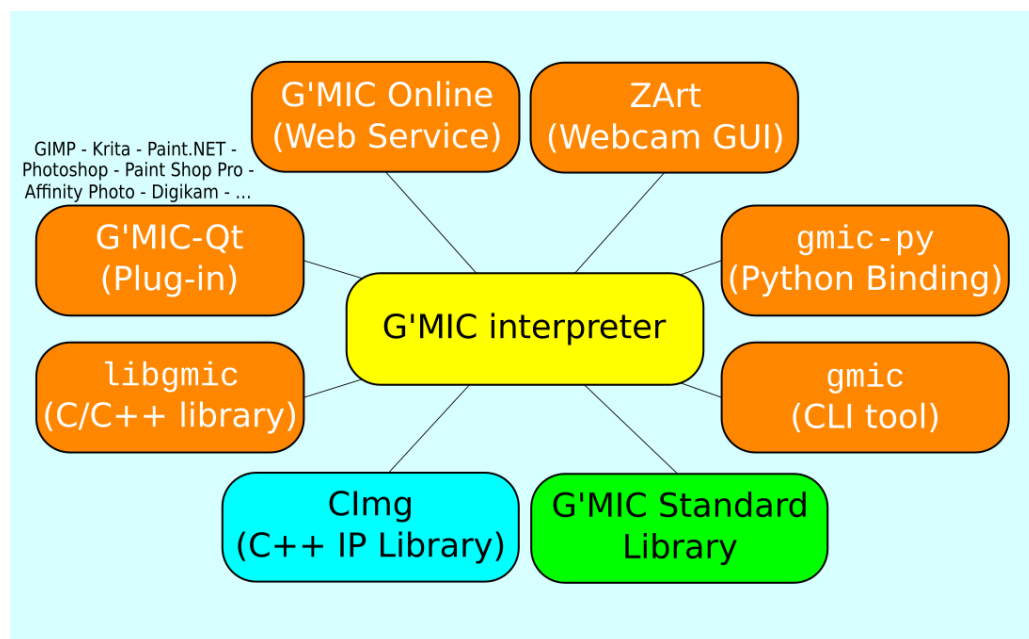 G'MIC Online
(Web Service)
ZArt
(Webcam GUI)
GIMP - Krita - Paint.NET -
Photoshop - Paint Shop Pro -
Affinity Photo - Digikam - ...
G'MIC-Qt
(Plug-in)
gmic-py
(Python Binding)
G'MIC interpreter
libgmic
(C/C++ library)
gmic
(CLI tool)
CImg
(C++ IP Library)
G'MIC Standard
Library